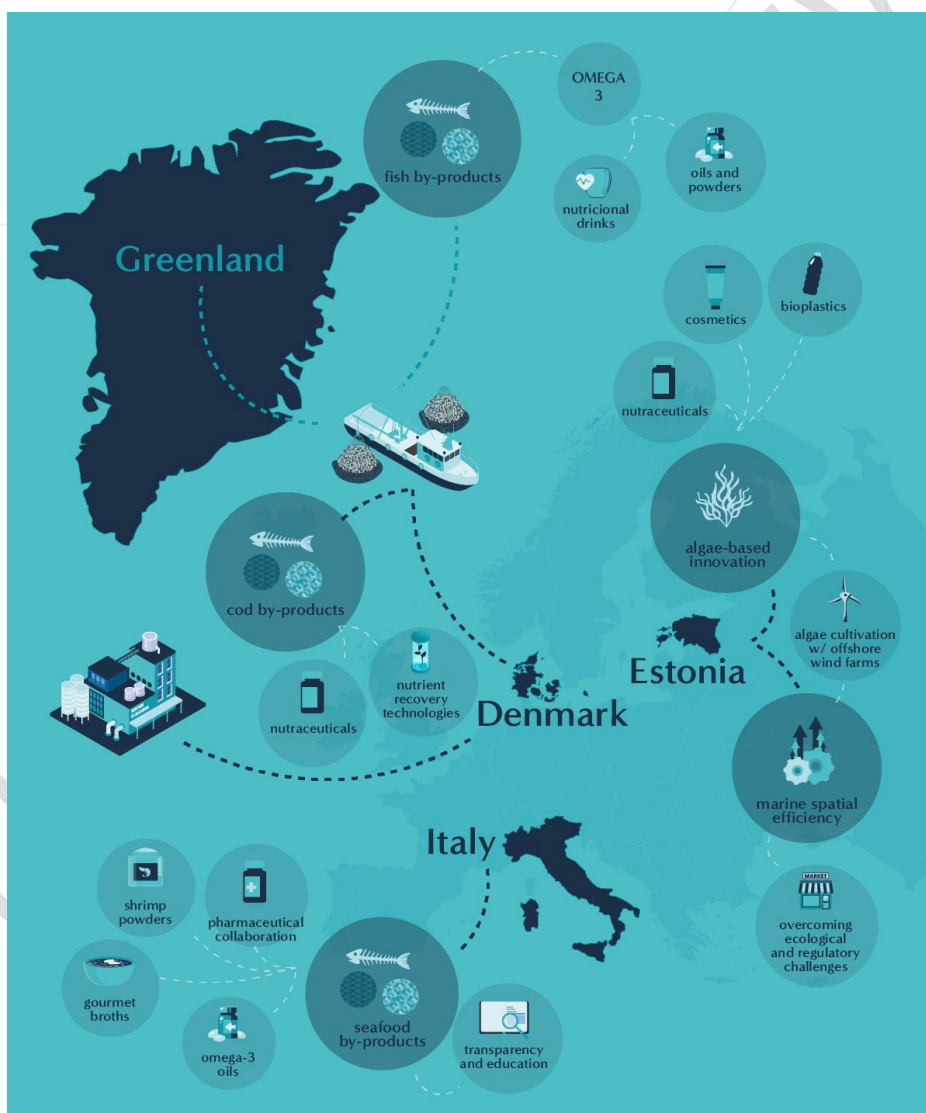 OMEGA
3
fish by-products
oils and
powders
nutricional
drinks
Greenland
cosmetics
bioplastics
nutraceuticals
algae-based
innovation
cod by-products
algae cultivation
w/ offshore
wind farms
Estonia
nutraceuticals
nutrient
recovery
technologies
Denmark
marine spatial
efficiency
Italy
shrimp
powders
pharmaceutical
collaboration
MARKET
overcoming
ecological
and regulatory
challenges
gourmet
broths
omega-3
oils
seafood
by-products
transparency
and education